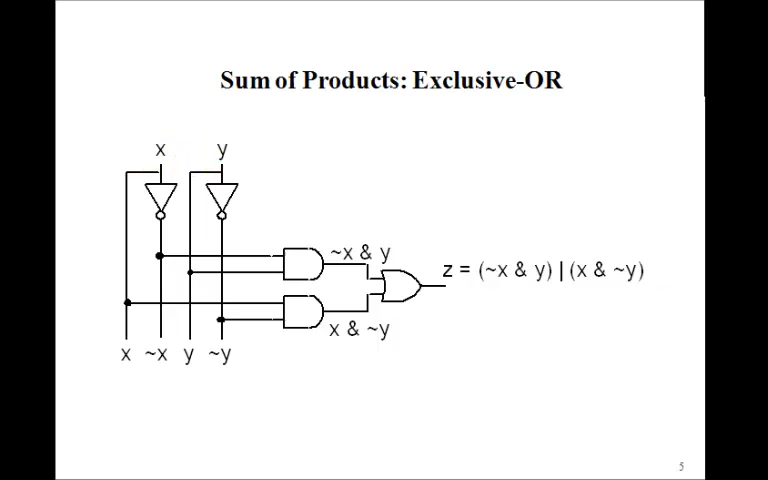 Sum of Products: Exclusive-OR
x y
~x & y
z = (~x & y) | (x & ~y)
x & ~y
x ~x y ~y
5